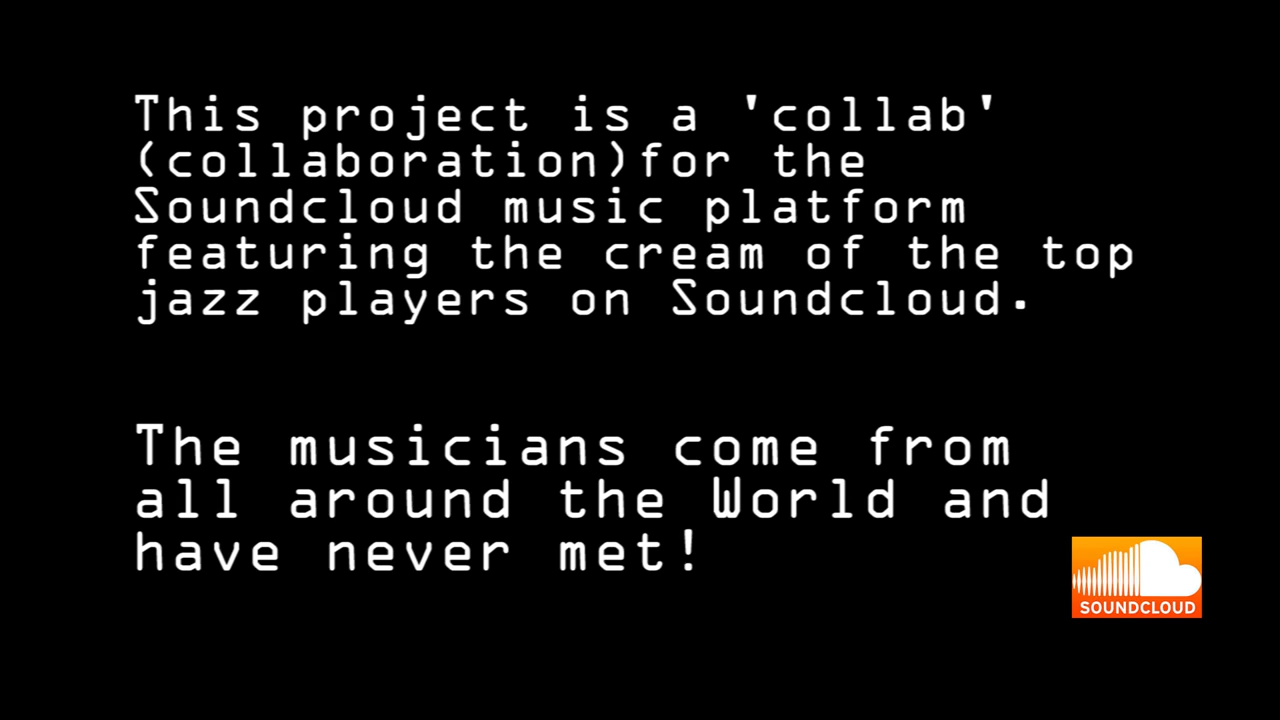 This project is a 'collab'
(collaboration)for the
Soundcloud music platform
featuring the cream of the top
jazz players on Soundcloud.
The musicians come from
all around the World and
have never met!
SOUNDCLOUD